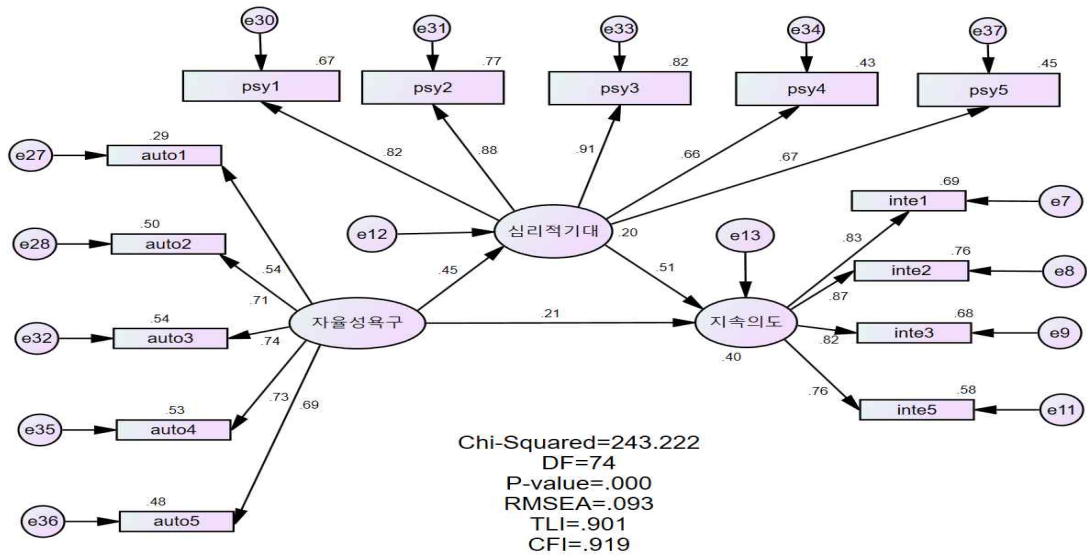 e30
e31
e33
e34
e37
.67
.77
.82
.43
.45
psy1
psy2
psy3
psy4
psy5
.29
e27
auto1
.82
.88
.91
.66
.67
.69
inte1
e7
.50
e28
auto2
e12
심리적기대
.20
e13
.83
.76
inte2
e8
.54
.71
.45
.51
.87
.54
e32
auto3
.74
자율성욕구
.21
지속의도
.40
.82
.68
inte3
e9
.53
e35
auto4
.73
.69
.76
.58
inte5
e11
.48
e36
auto5
Chi-Squared=243.222
DF=74
P-value=.000
RMSEA=.093
TLI=.901
CFI=.919